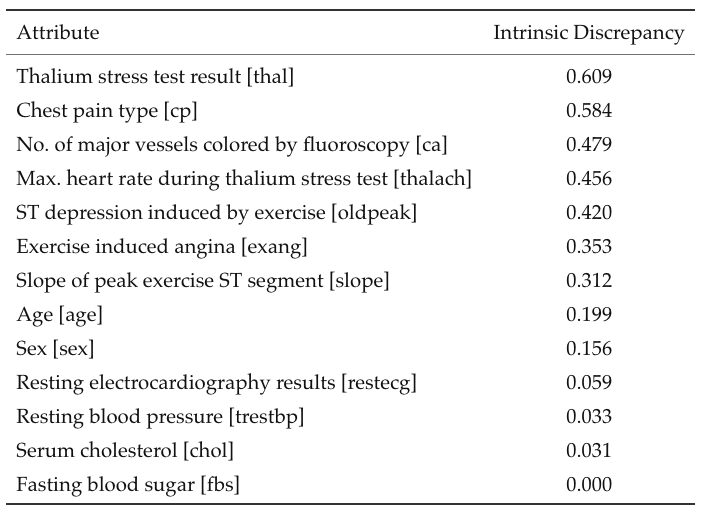 Attribute Intrinsic Discrepancy
Thalium stress test result [thal] 0.609
Chest pain type [cp] 0.584
No. of major vessels colored by fluoroscopy [ca] 0.479
Max. heart rate during thalium stress test [thalach] 0.456
ST depression induced by exercise [oldpeak] 0.420
Exercise induced angina [exang] 0.353
Slope of peak exercise ST segment [slope] 0.312
Age [age] 0.199
Sex [sex] 0.156
Resting electrocardiography results [restecg] 0.059
Resting blood pressure [trestbp] 0.033
Serum cholesterol [chol] 0.031
Fasting blood sugar [fbs] 0.000